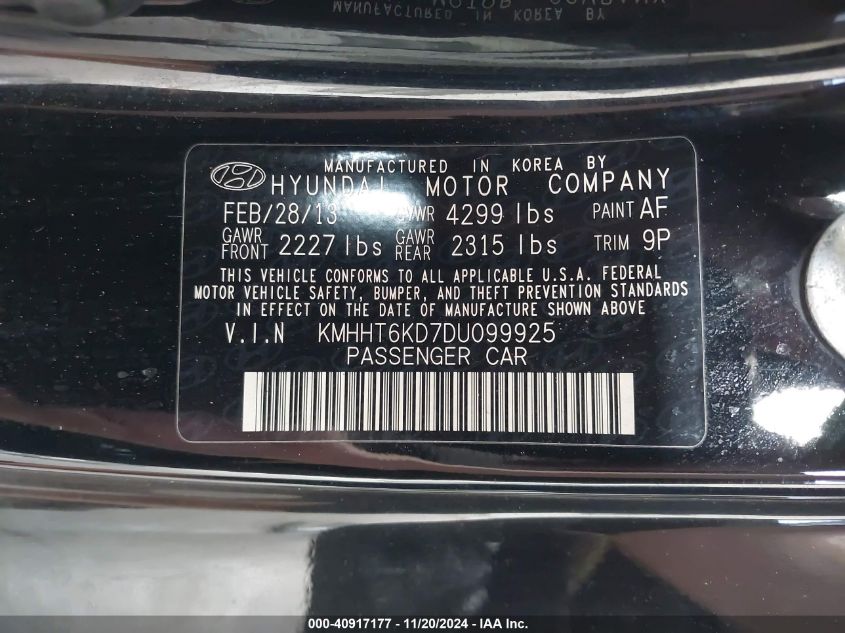 MANUFACTURED IN KOREA BY
HYUNDAI MOTOR COMPANY
FEB/28/13 GVWR 4299 lbs PAINT AF
GAWR FRONT 2227 lbs GAWR REAR 2315 lbs TRIM 9P
THIS VEHICLE CONFORMS TO ALL APPLICABLE U.S.A. FEDERAL
MOTOR VEHICLE SAFETY, BUMPER, AND THEFT PREVENTION STANDARDS
IN EFFECT ON THE DATE OF MANUFACTURE SHOWN ABOVE
V.I.N KMHHT6KD7DU099925
PASSENGER CAR
000-40917177 - 11/20/2024 - IAA Inc.